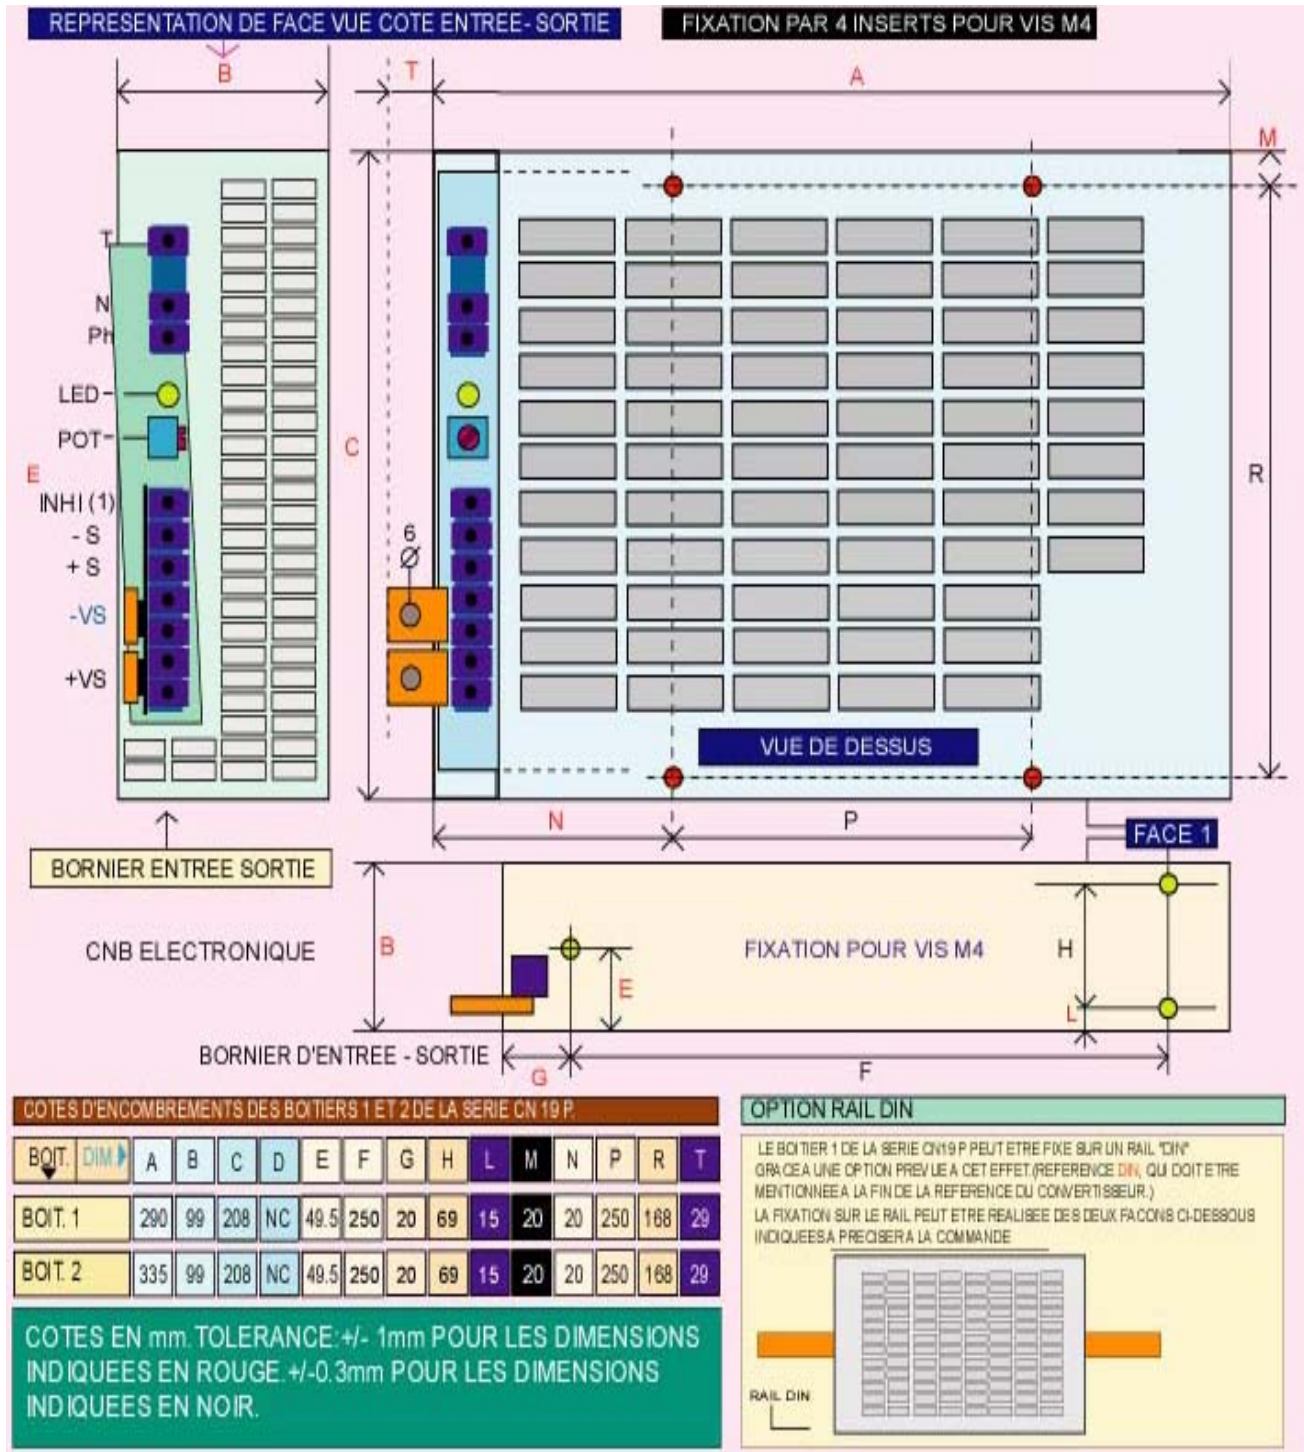 REPRESENTATION DE FACE VUE COTE ENTREE- SORTIE
FIXATION PAR 4 INSERTS POUR VIS M4
B
T
A
M
T
N
Ph
LED
POT
E
INHI (1)
- S
+ S
-VS
+VS
C
6
Ø
R
VUE DE DESSUS
N
P
FACE 1
BORNIER ENTREE SORTIE
CNB ELECTRONIQUE
B
E
FIXATION POUR VIS M4
H
L
BORNIER D'ENTREE - SORTIE
G
F
COTES D'ENCOMBREMENTS DES BOITIERS 1 ET 2 DE LA SERIE CN 19 P.
BOIT. DIM. A B C D E F G H L M N P R T
BOIT. 1 290 99 208 NC 49.5 250 20 69 15 20 20 250 168 29
BOIT. 2 335 99 208 NC 49.5 250 20 69 15 20 20 250 168 29
COTES EN mm. TOLERANCE:+/- 1mm POUR LES DIMENSIONS
INDIQUEES EN ROUGE.+/-0.3mm POUR LES DIMENSIONS
INDIQUEES EN NOIR.
OPTION RAIL DIN
LE BOITIER 1 DE LA SERIE CN19 P PEUT ETRE FIXE SUR UN RAIL "DIN"
GRACE A UNE OPTION PREVUE A CET EFFET.(REFERENCE DIN, QUI DOIT ETRE
MENTIONNEE A LA FIN DE LA REFERENCE DU CONVERTISSEUR.)
LA FIXATION SUR LE RAIL PEUT ETRE REALISEE DES DEUX FACONS CI-DESSOUS
INDIQUEES A PRECISER A LA COMMANDE
RAIL DIN